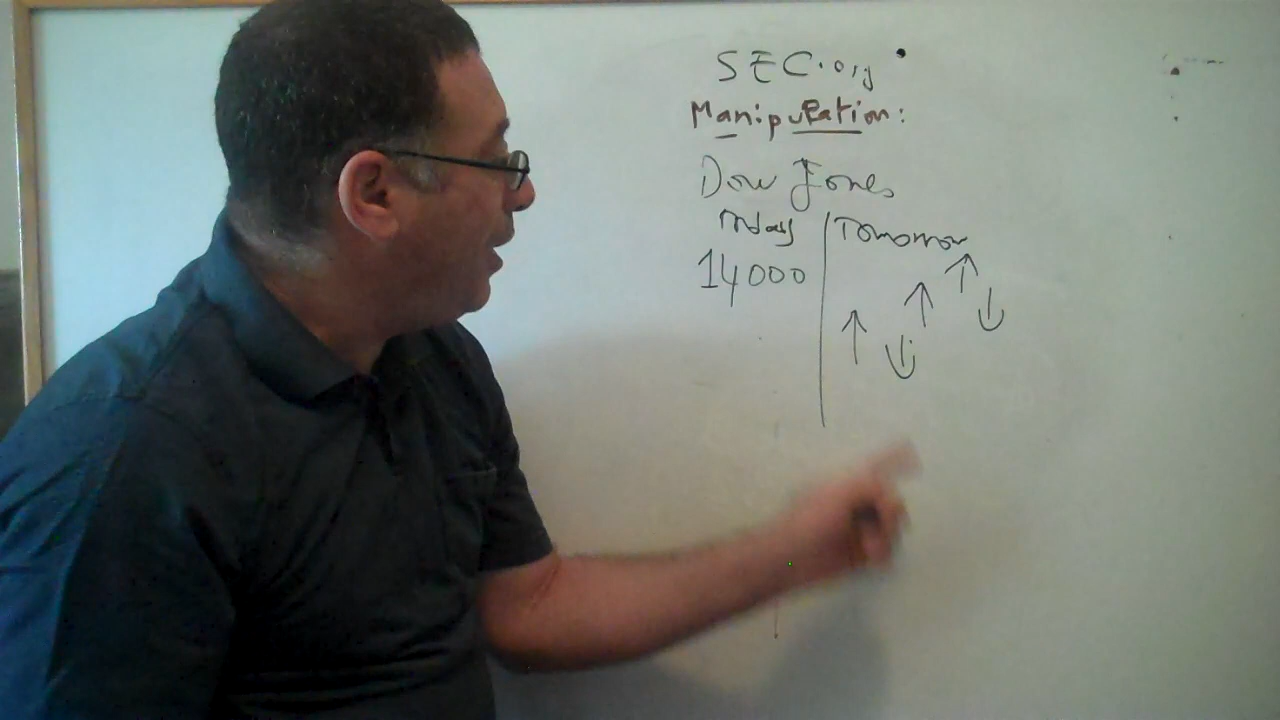 SEC.org
Manipulation:
Dow Jones
Today | Tomorrow
14000